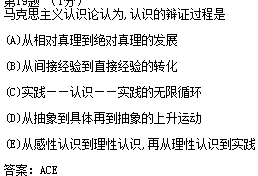 第19题 （1分）
马克思主义认识论认为,认识的辩证过程是
(A)从相对真理到绝对真理的发展
(B)从间接经验到直接经验的转化
(C)实践——认识——实践的无限循环
(D)从抽象到具体再到抽象的上升运动
(E)从感性认识到理性认识,再从理性认识到实践
答案：ACE